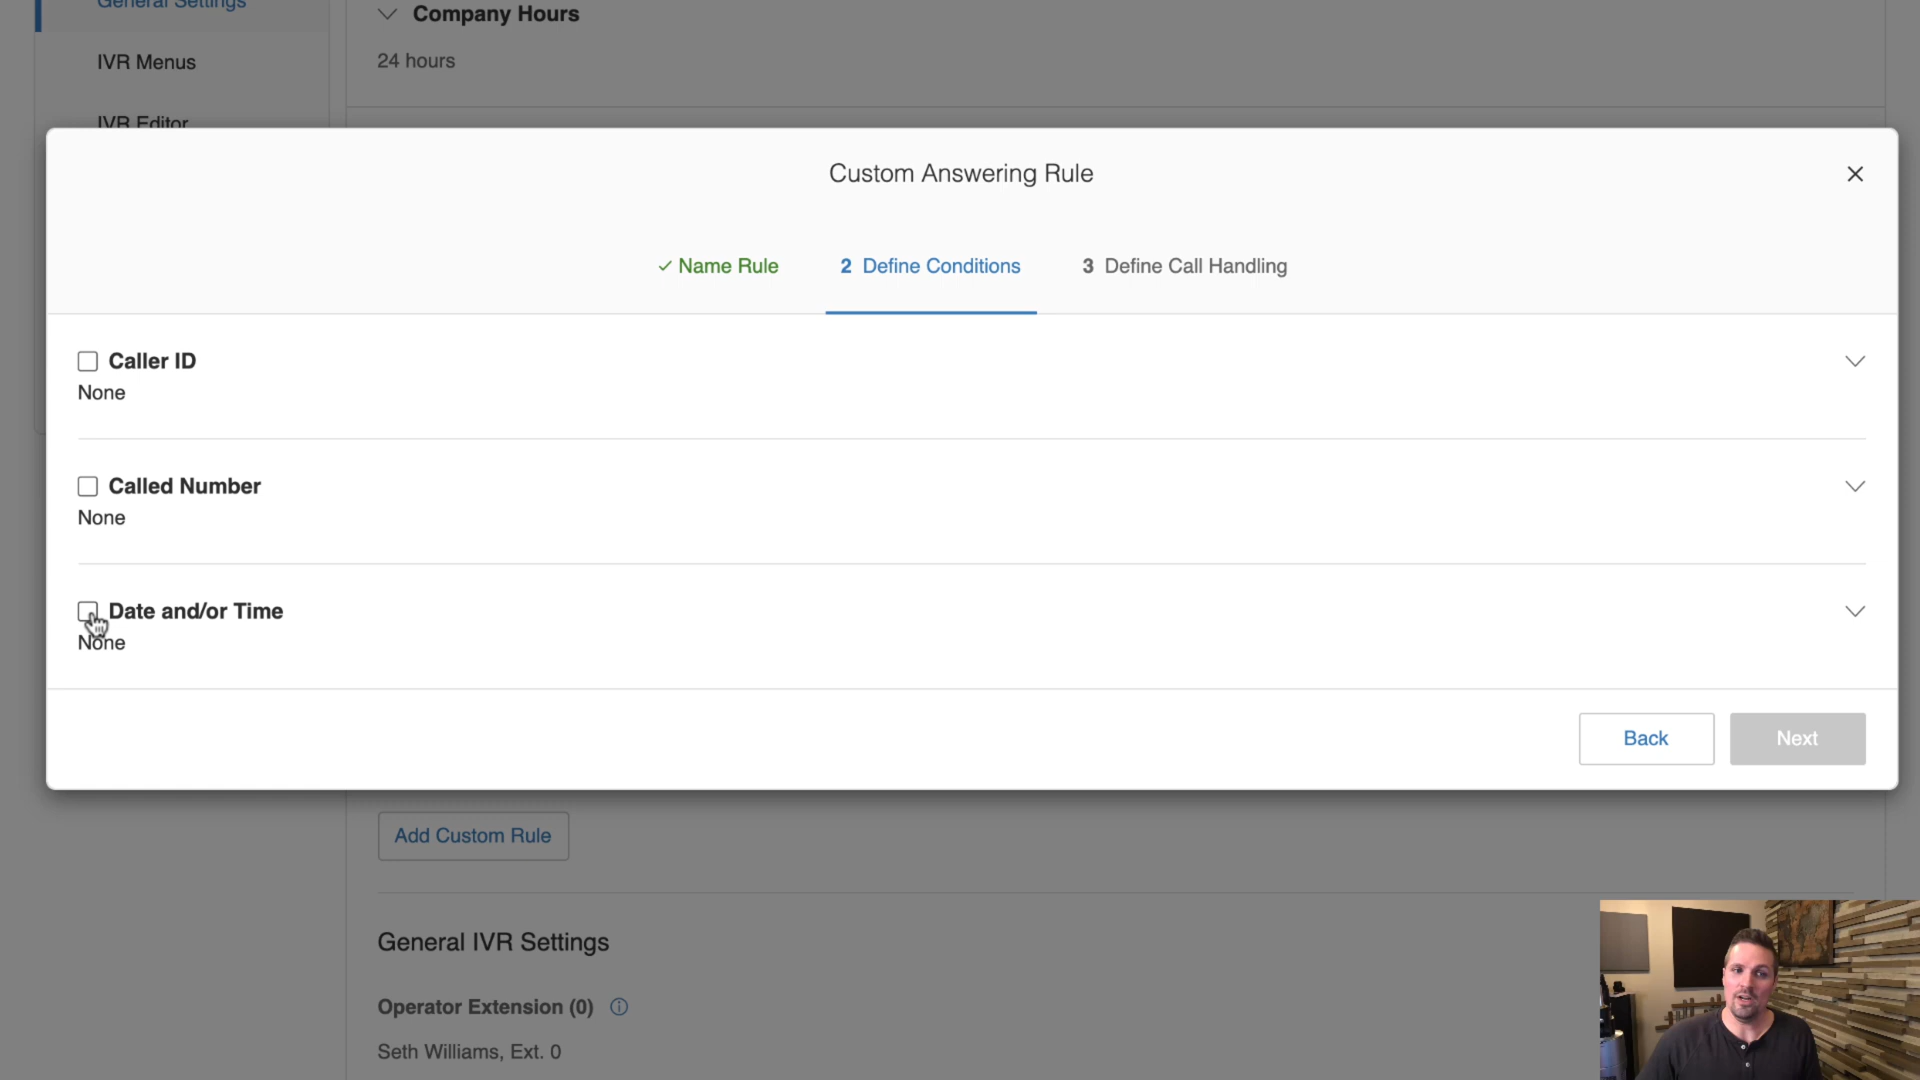 General Settings
Company Hours
IVR Menus
24 hours
IVR Editor
Custom Answering Rule
Name Rule
2 Define Conditions
3 Define Call Handling
Caller ID
None
Called Number
None
Date and/or Time
None
Back
Next
Add Custom Rule
General IVR Settings
Operator Extension (0)
Seth Williams, Ext. 0